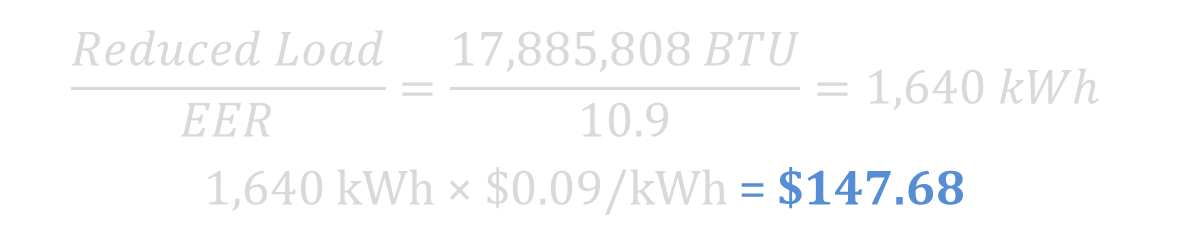 Reduced Load / EER = 17,885,808 BTU / 10.9 = 1,640 kWh
1,640 kWh × $0.09/kWh = $147.68